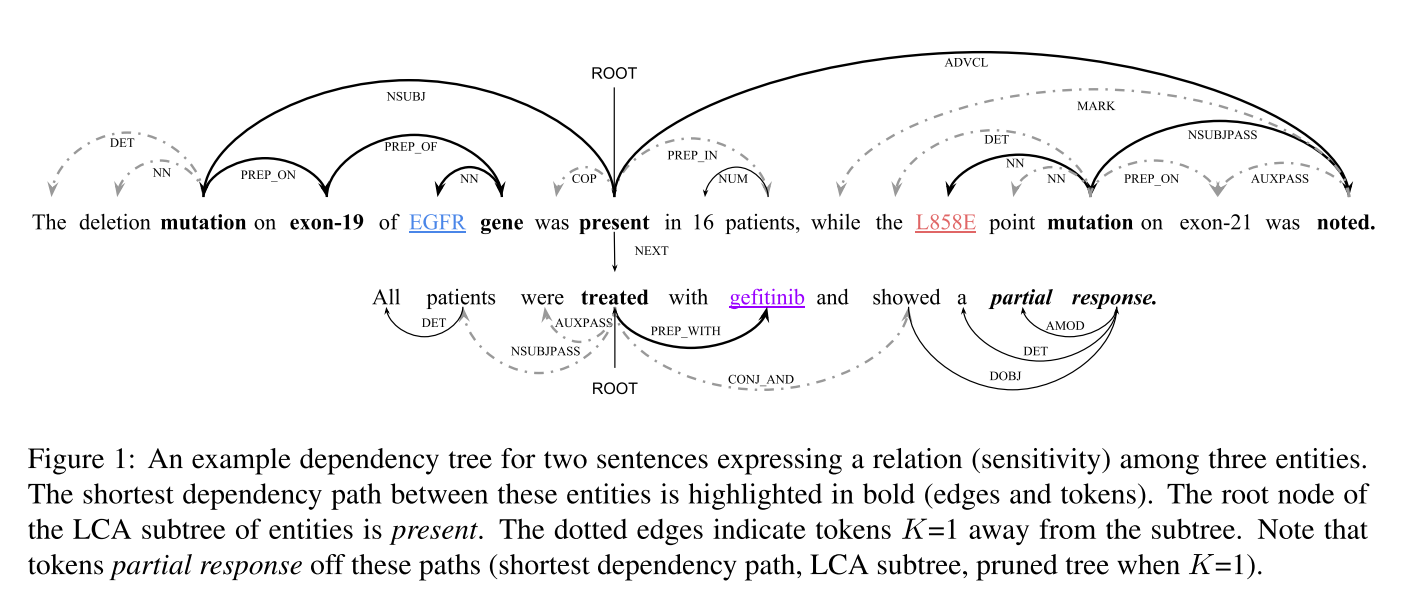 ROOT
ADVCL
NSUBJ
MARK
DET
NN
PREP_ON
PREP_OF
NN
COP
PREP_IN
NUM
DET
NN
NN
PREP_ON
NSUBJPASS
AUXPASS
The deletion mutation on exon-19 of EGFR gene was present in 16 patients, while the L858E point mutation on exon-21 was noted.
NEXT
All patients were treated with gefitinib and showed a partial response.
DET
AUXPASS
NSUBJPASS
PREP_WITH
CONJ_AND
AMOD
DET
DOBJ
ROOT
Figure 1: An example dependency tree for two sentences expressing a relation (sensitivity) among three entities.
The shortest dependency path between these entities is highlighted in bold (edges and tokens). The root node of
the LCA subtree of entities is present. The dotted edges indicate tokens K=1 away from the subtree. Note that
tokens partial response off these paths (shortest dependency path, LCA subtree, pruned tree when K=1).